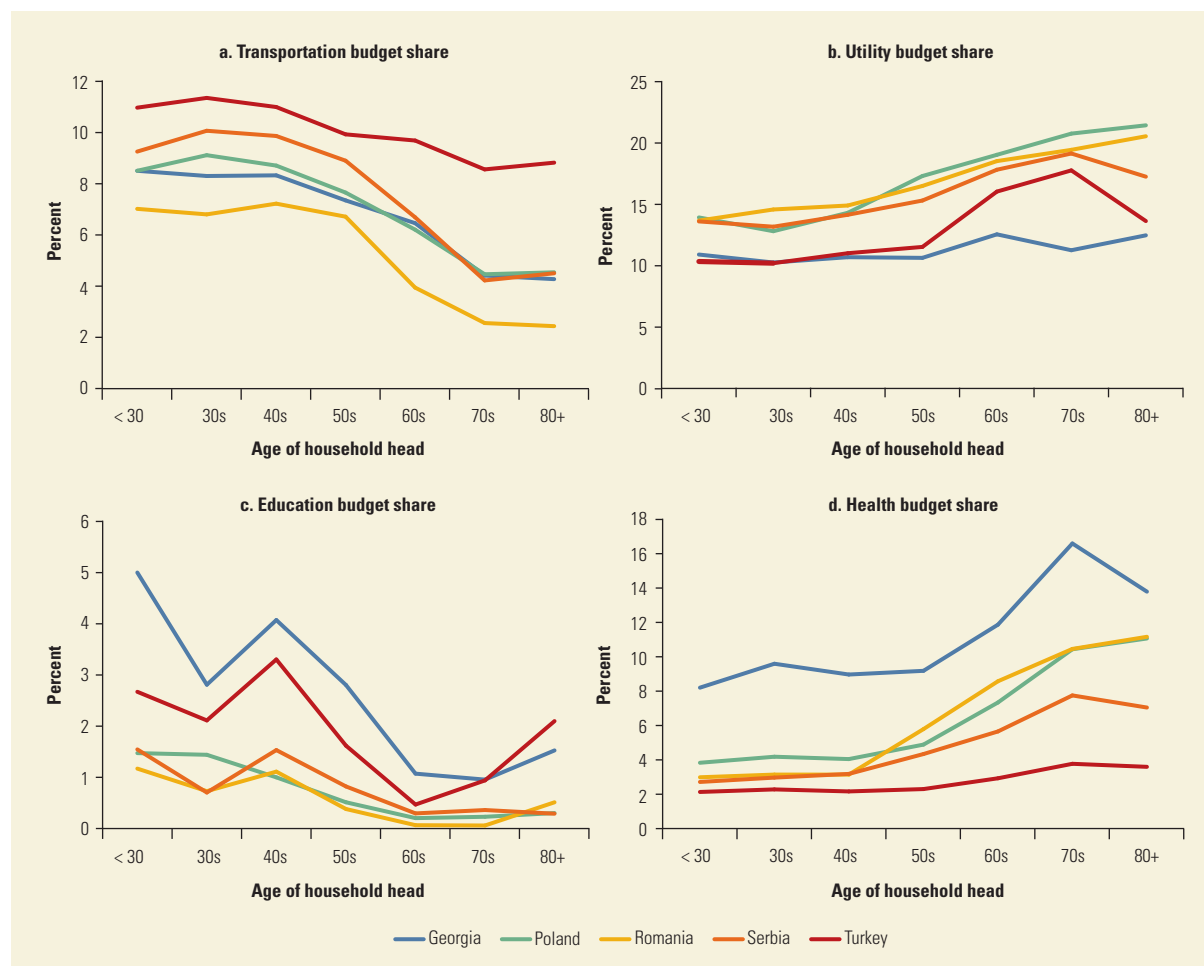 a. Transportation budget share
12
10
8
6
4
2
0
Percent
< 30 30s 40s 50s 60s 70s 80+
Age of household head
b. Utility budget share
25
20
15
10
5
0
Percent
< 30 30s 40s 50s 60s 70s 80+
Age of household head
c. Education budget share
6
5
4
3
2
1
0
Percent
< 30 30s 40s 50s 60s 70s 80+
Age of household head
d. Health budget share
18
16
14
12
10
8
6
4
2
0
Percent
< 30 30s 40s 50s 60s 70s 80+
Age of household head
Georgia Poland Romania Serbia Turkey